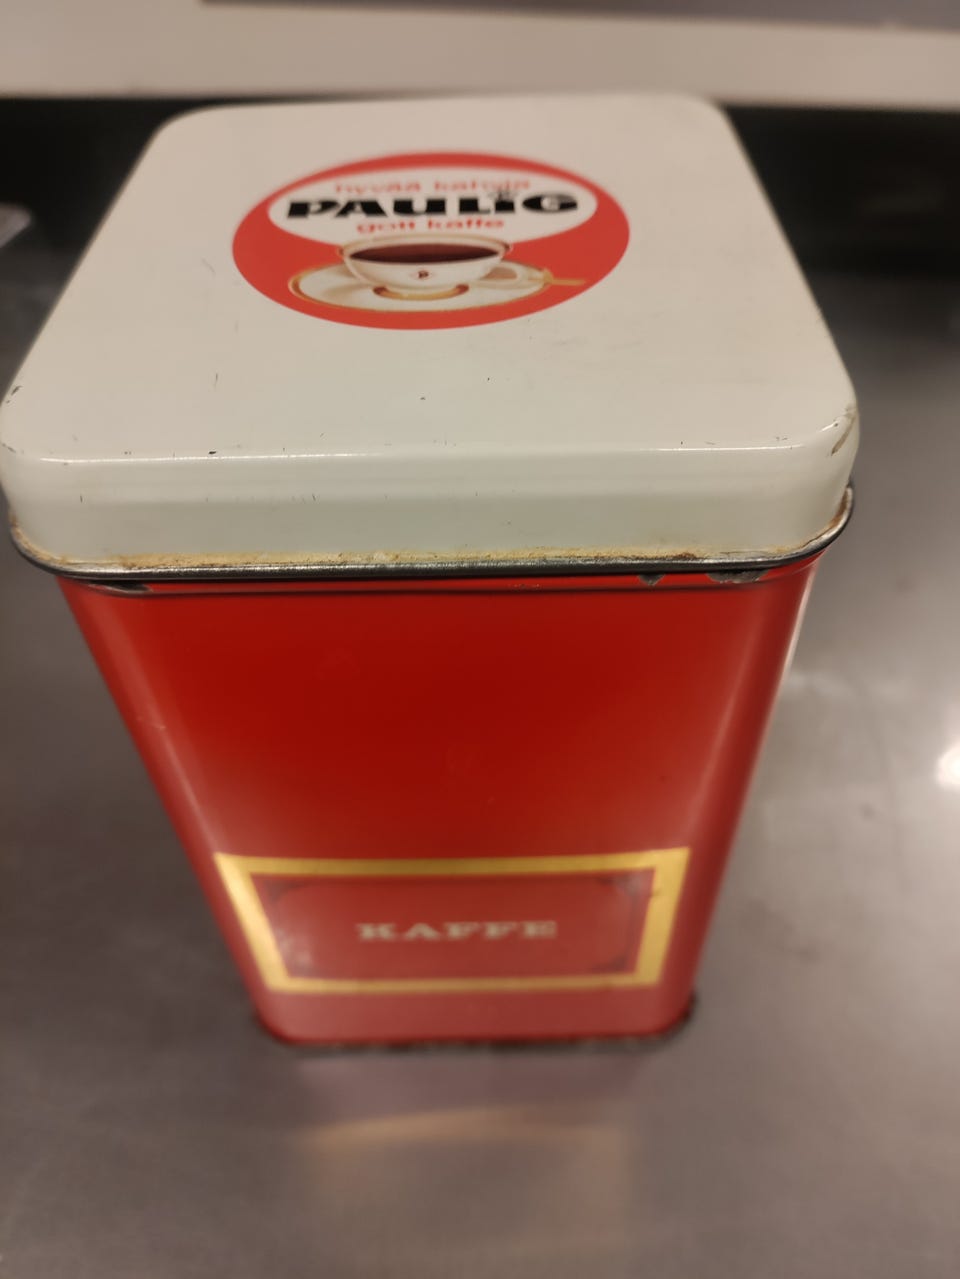 hyvää kahvia
PAULIG
gott kaffe
KAFFE